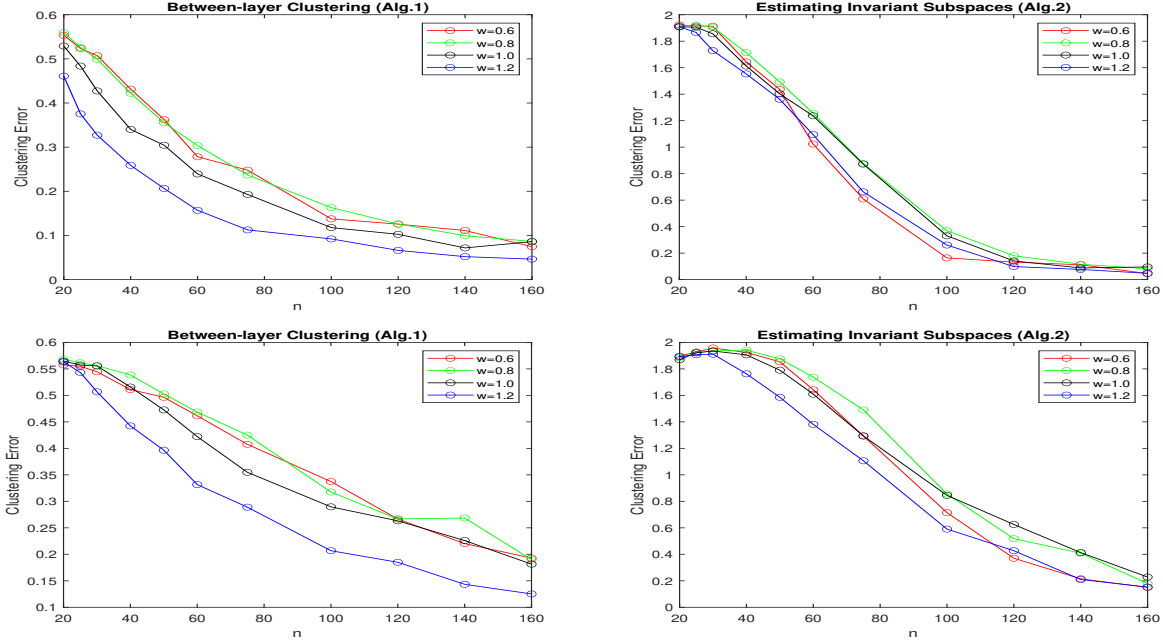 Between-layer Clustering (Alg.1)
0.6
0.5
0.4
0.3
0.2
0.1
0
Clustering Error
w=0.6
w=0.8
w=1.0
w=1.2
20 40 60 80 100 120 140 160
n
Estimating Invariant Subspaces (Alg.2)
2
1.8
1.6
1.4
1.2
1
0.8
0.6
0.4
0.2
0
Clustering Error
w=0.6
w=0.8
w=1.0
w=1.2
20 40 60 80 100 120 140 160
n
Between-layer Clustering (Alg.1)
0.6
0.55
0.5
0.45
0.4
0.35
0.3
0.25
0.2
0.15
0.1
Clustering Error
w=0.6
w=0.8
w=1.0
w=1.2
20 40 60 80 100 120 140 160
n
Estimating Invariant Subspaces (Alg.2)
2
1.8
1.6
1.4
1.2
1
0.8
0.6
0.4
0.2
0
Clustering Error
w=0.6
w=0.8
w=1.0
w=1.2
20 40 60 80 100 120 140 160
n